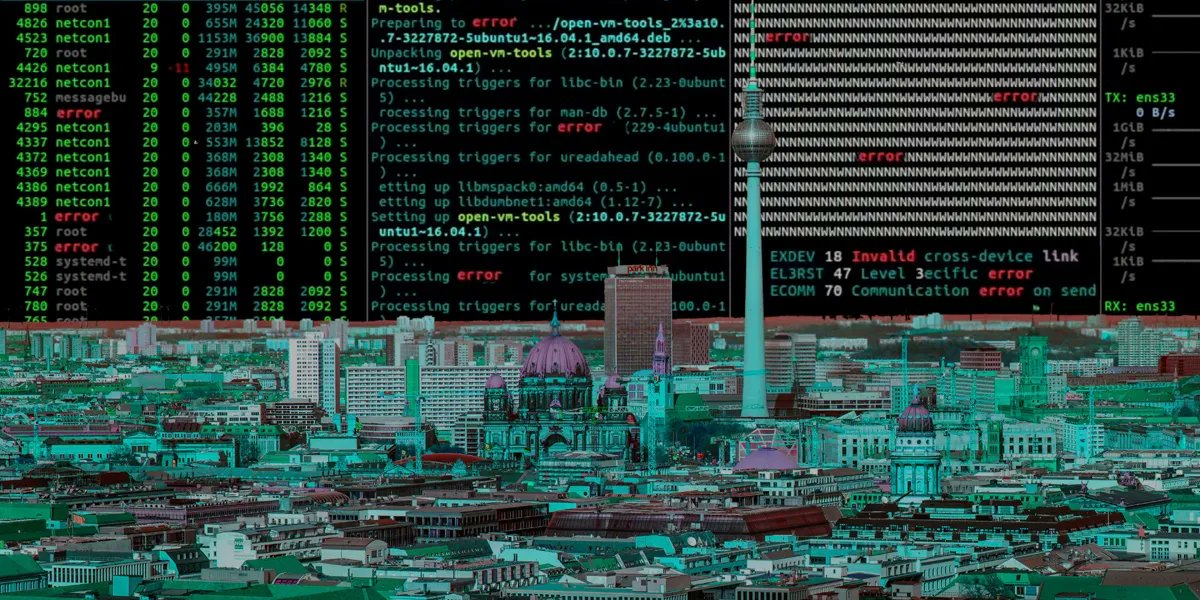 898 root 20 0 395M 45056 14348 R
4826 netcon1 20 0 655M 24320 11060 S
4523 netcon1 20 0 1153M 36900 13884 S
720 root 20 0 291M 2828 2092 S
4426 netcon1 9 -11 495M 6384 4780 S
32216 netcon1 20 0 34032 4720 2976 R
752 messagebu 20 0 44228 2488 1216 S
884 error 20 0 357M 1688 1216 S
4295 netcon1 20 0 203M 396 28 S
4337 netcon1 20 0 553M 13852 8128 S
4372 netcon1 20 0 368M 2308 1340 S
4369 netcon1 20 0 368M 2308 1340 S
4386 netcon1 20 0 666M 1992 864 S
4389 netcon1 20 0 628M 3736 2820 S
1 error 20 0 180M 3756 2288 S
357 root 20 0 28452 1392 1200 S
375 error 20 0 46200 128 0 S
528 systemd-t 20 0 99M 0 0 S
526 systemd-t 20 0 99M 0 0 S
747 root 20 0 291M 2828 2092 S
780 root 20 0 291M 2828 2092 S
765 root 20 0
m-tools.
Preparing to error .../open-vm-tools_2%3a10.
.7-3227872-5ubuntu1~16.04.1_amd64.deb ...
Unpacking open-vm-tools (2:10.0.7-3227872-5ub
ntu1~16.04.1) ...
Processing triggers for libc-bin (2.23-0ubunt
5) ...
rocessing triggers for man-db (2.7.5-1) ...
Processing triggers for error (229-4ubuntu1
) ...
Processing triggers for ureadahead (0.100.0-1
) ...
etting up libmspack0:amd64 (0.5-1) ...
etting up libdumbnet1:amd64 (1.12-7) ...
Setting up open-vm-tools (2:10.0.7-3227872-5u
untu1~16.04.1) ...
Processing triggers for libc-bin (2.23-0ubunt
5) ...
Processing error for system ubuntu1
) ...
Processing triggers for ureada 00.100.0-1
) ...
error
error
error
EXDEV 18 Invalid cross-device link
EL3RST 47 Level 3ecific error
ECOMM 70 Communication error on send
32KiB
/s
1KiB
/s
TX: ens33
0 B/s
1GiB
/s
32MiB
/s
1MiB
/s
32KiB
/s
1KiB
/s
RX: ens33
park inn